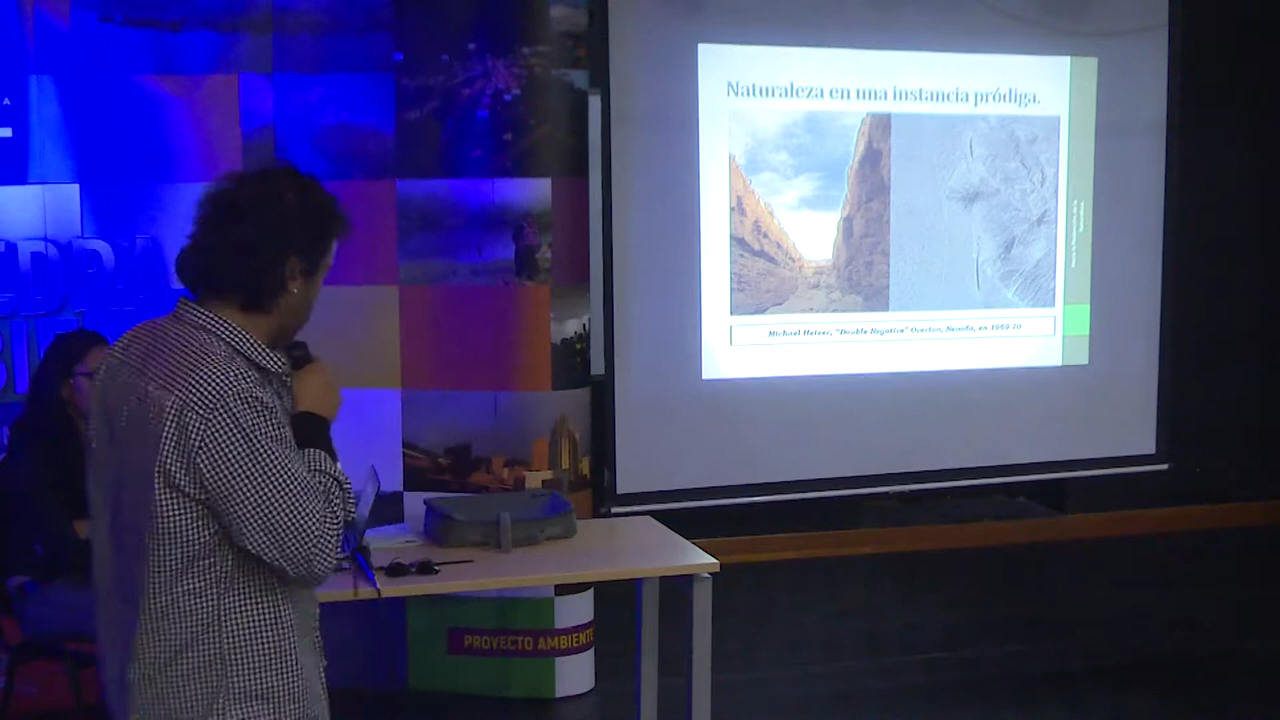 Naturaleza en una instancia pródiga.
Michael Heizer, "Double Negative" Overton, Nevada, en 1969-70
PROYECTO AMBIENTE